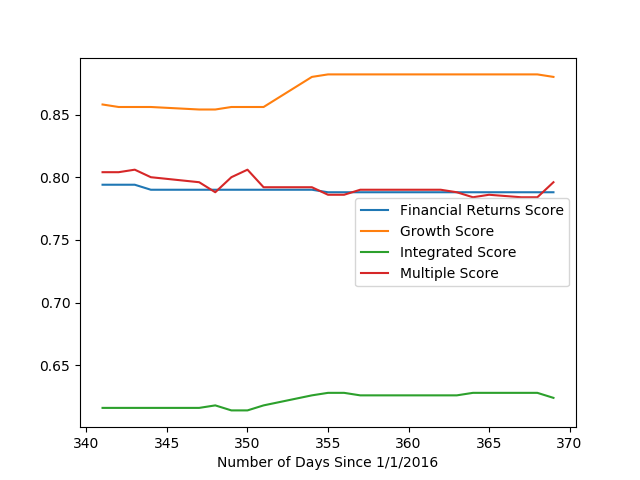 0.85
0.80
0.75
0.70
0.65
Financial Returns Score
Growth Score
Integrated Score
Multiple Score
340 345 350 355 360 365 370
Number of Days Since 1/1/2016